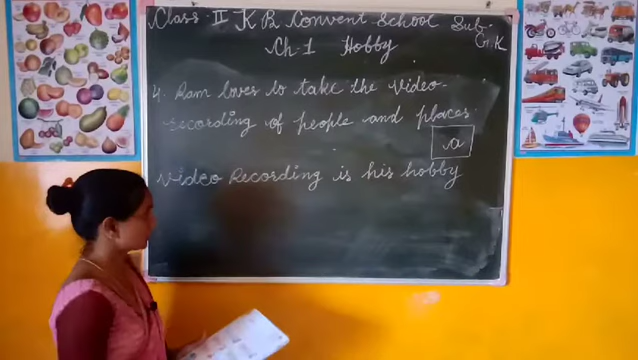 Class II K R Convent School Sub:
G.K
Ch.1 Hobby
4. Ram loves to take the video-
recording of people and places.
a
Video Recording is his hobby